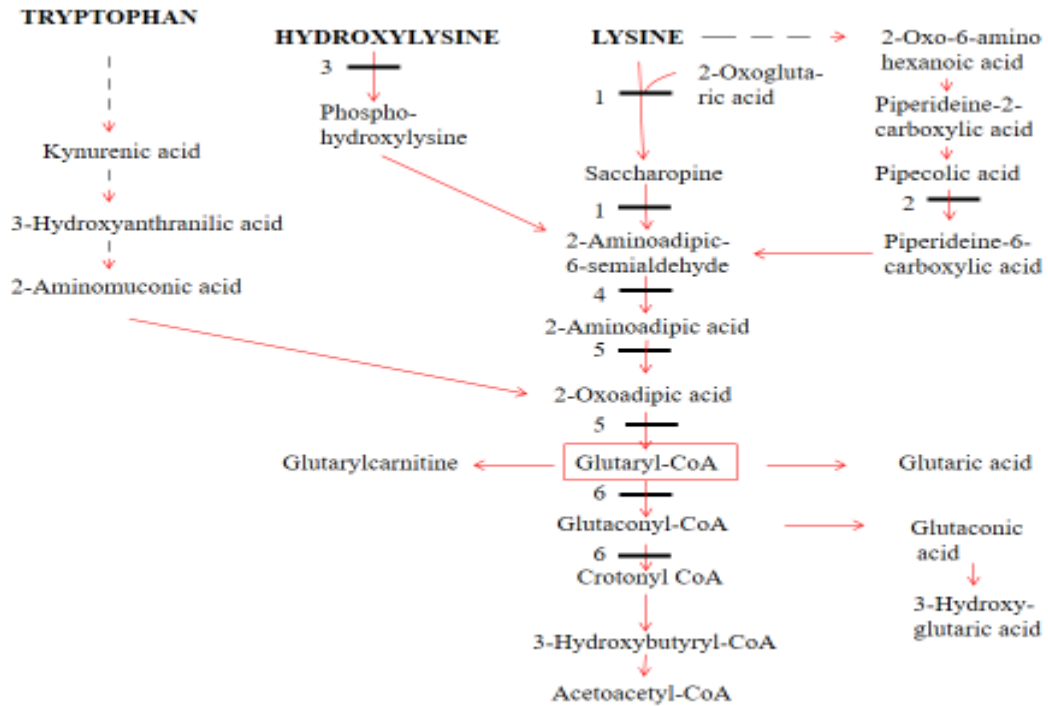 TRYPTOPHAN
HYDROXYLYSINE
LYSINE
2-Oxo-6-amino
hexanoic acid
3
2-Oxogluta-
ric acid
1
Phospho-
hydroxylysine
Piperideine-2-
carboxylic acid
Kynurenic acid
Saccharopine
Pipecolic acid
1
2
3-Hydroxyanthranilic acid
2-Aminoadipic-
6-semialdehyde
Piperideine-6-
carboxylic acid
2-Aminomuconic acid
4
2-Aminoadipic acid
5
2-Oxoadipic acid
5
Glutarylcarnitine
Glutaryl-CoA
Glutaric acid
6
Glutaconyl-CoA
Glutaconic
acid
6
Crotonyl CoA
3-Hydroxy-
glutaric acid
3-Hydroxybutyryl-CoA
Acetoacetyl-CoA